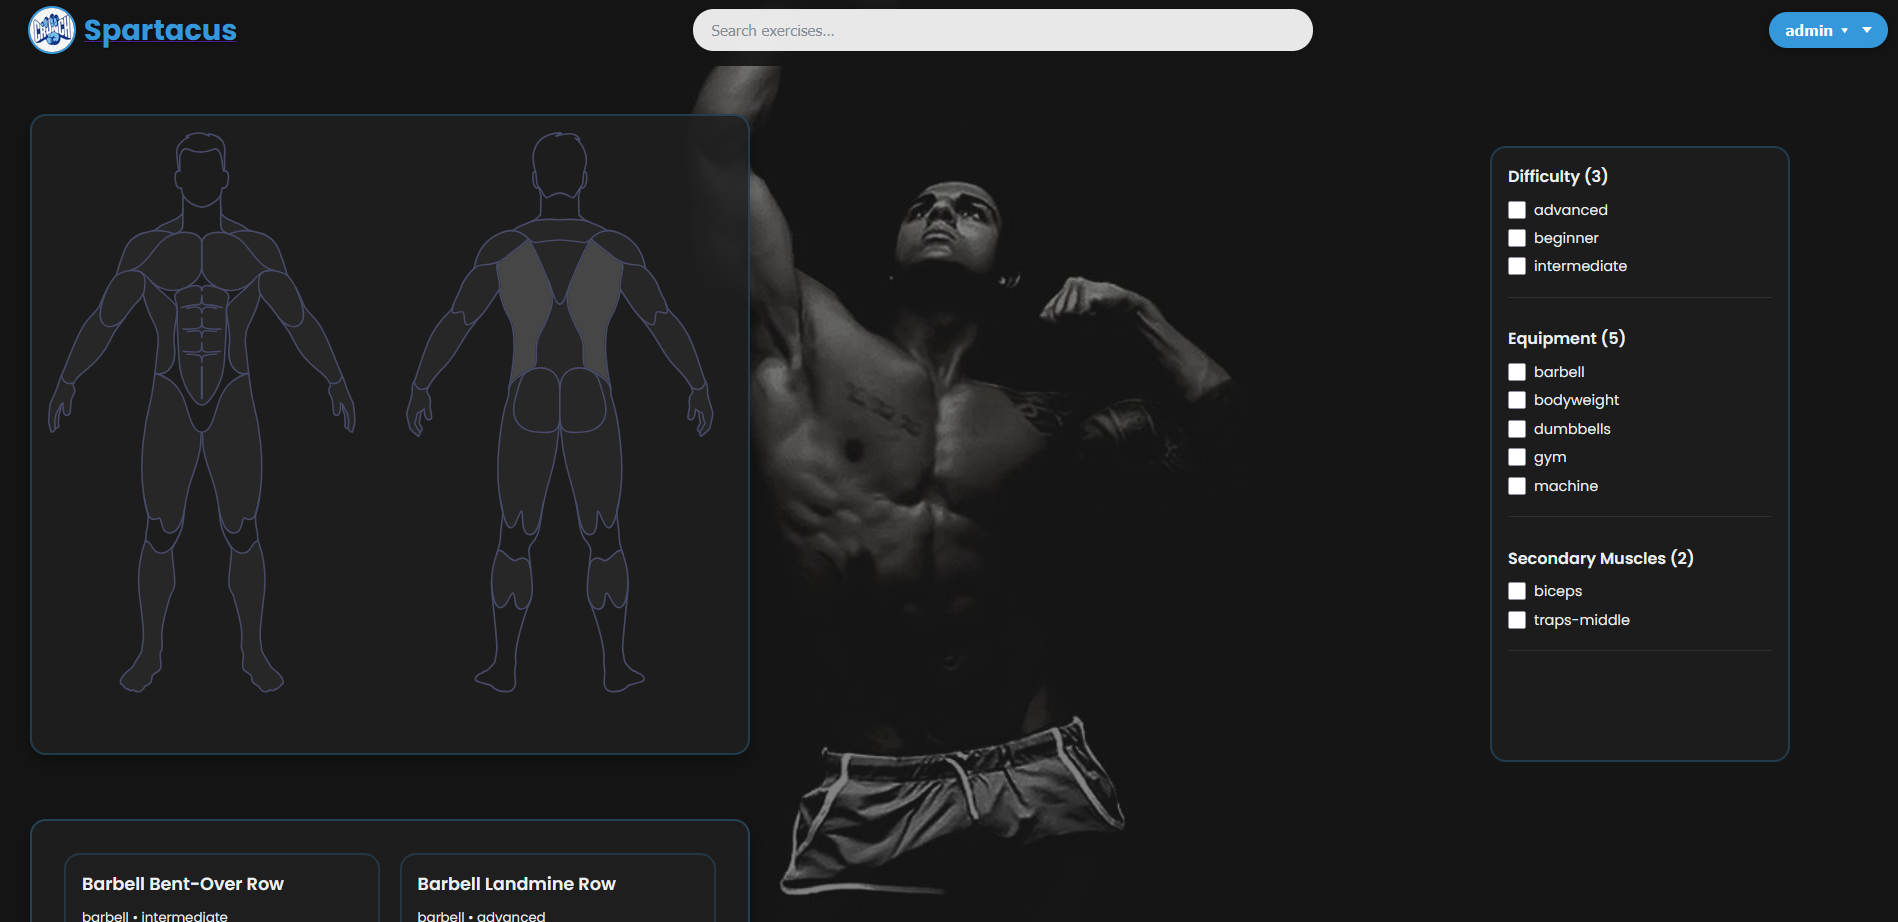 CRUNCH
Spartacus
Search exercises...
admin
Difficulty (3)
advanced
beginner
intermediate
Equipment (5)
barbell
bodyweight
dumbbells
gym
machine
Secondary Muscles (2)
biceps
traps-middle
Barbell Bent-Over Row
barbell • intermediate
Barbell Landmine Row
barbell • advanced